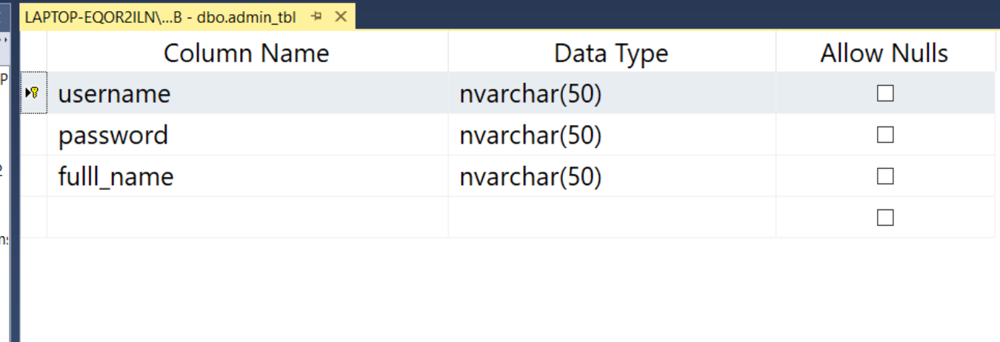 LAPTOP-EQOR2ILN\...B - dbo.admin_tbl
Column Name Data Type Allow Nulls
username nvarchar(50)
password nvarchar(50)
fulll_name nvarchar(50)